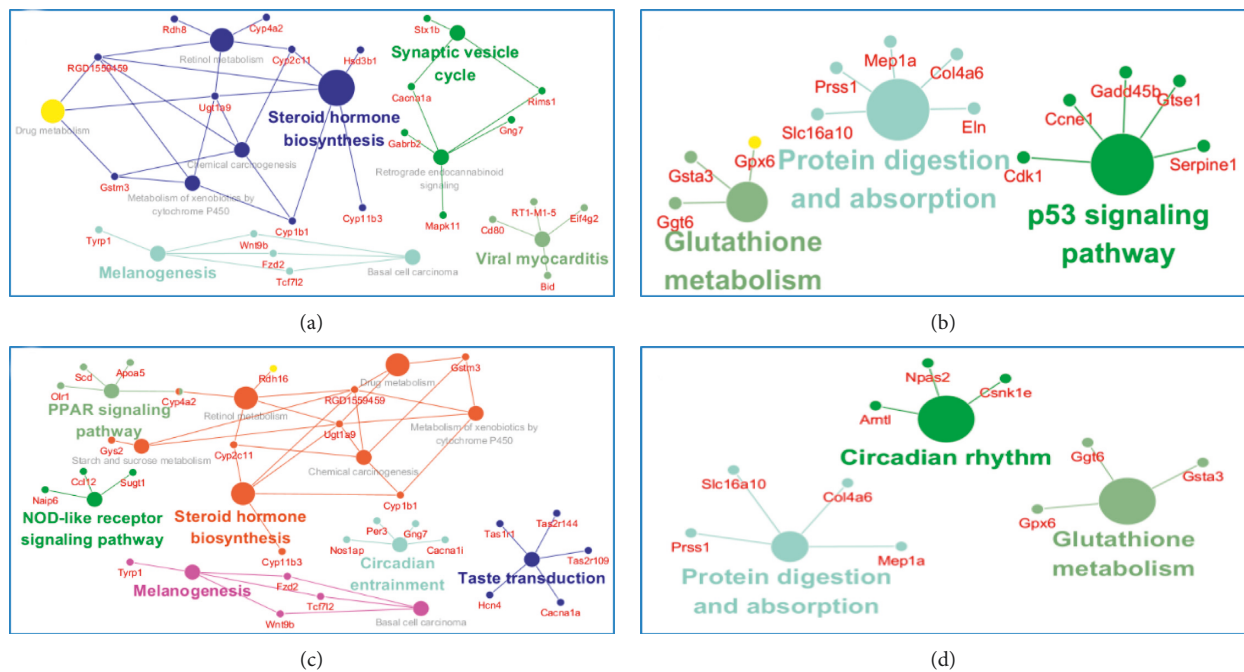 Stx1b
Rdh8
Cyp4a2
Retinol metabolism
Synaptic vesicle
cycle
RGD1559459
Cyp2c11
Hsd3b1
Cacna1a
Rims1
Ugt1a9
Drug metabolism
Steroid hormone
biosynthesis
Gng7
Gabrb2
Chemical carcinogenesis
Retrograde endocannabinoid
signaling
Gstm3
Metabolism of xenobiotics by
cytochrome P450
Cyp1b1
Cyp11b3
Mapk11
RT1-M1-5
Eif4g2
Cd80
Tyrp1
Wnt9b
Fzd2
Tcf7l2
Melanogenesis
Basal cell carcinoma
Viral myocarditis
Bid
(a)
Mep1a
Col4a6
Prss1
Slc16a10
Eln
Protein digestion
and absorption
Gpx6
Gsta3
Ggt6
Glutathione
metabolism
Gadd45b
Gtse1
Ccne1
Cdk1
Serpine1
p53 signaling
pathway
(b)
Scd
Apoa5
Olr1
Cyp4a2
PPAR signaling
pathway
Rdh16
Retinol metabolism
Drug metabolism
Gstm3
RGD1559459
Metabolism of xenobiotics by
cytochrome P450
Gys2
Starch and sucrose metabolism
Ugt1a9
Cyp2c11
Chemical carcinogenesis
Ccl12
Sugt1
Naip6
NOD-like receptor
signaling pathway
Steroid hormone
biosynthesis
Cyp1b1
Cyp11b3
Per3
Gng7
Nos1ap
Cacna1i
Circadian
entrainment
Tas1r1
Tas2r144
Tas2r109
Taste transduction
Hcn4
Cacna1a
Tyrp1
Melanogenesis
Fzd2
Tcf7l2
Wnt9b
Basal cell carcinoma
(c)
Npas2
Csnk1e
Arntl
Circadian rhythm
Slc16a10
Col4a6
Prss1
Mep1a
Protein digestion
and absorption
Ggt6
Gsta3
Gpx6
Glutathione
metabolism
(d)